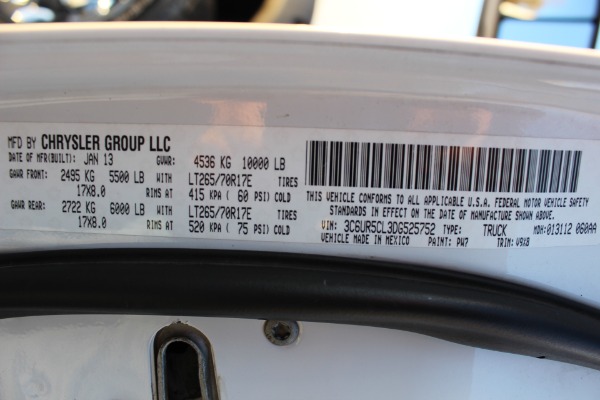 MFD BY CHRYSLER GROUP LLC
DATE OF MFR(BUILT): JAN 13 GVWR: 4536 KG 10000 LB
GAWR FRONT: 2495 KG 5500 LB WITH LT265/70R17E TIRES
17X8.0 RIMS AT 415 KPA ( 60 PSI) COLD
GAWR REAR: 2722 KG 6000 LB WITH LT265/70R17E TIRES
17X8.0 RIMS AT 520 KPA ( 75 PSI) COLD
THIS VEHICLE CONFORMS TO ALL APPLICABLE U.S.A. FEDERAL MOTOR VEHICLE SAFETY
STANDARDS IN EFFECT ON THE DATE OF MANUFACTURE SHOWN ABOVE.
VIN: 3C6UR5CL3DG525752 TYPE: TRUCK MDH: 013112 060AA
VEHICLE MADE IN MEXICO PAINT: PW7 TRIM: V9X8